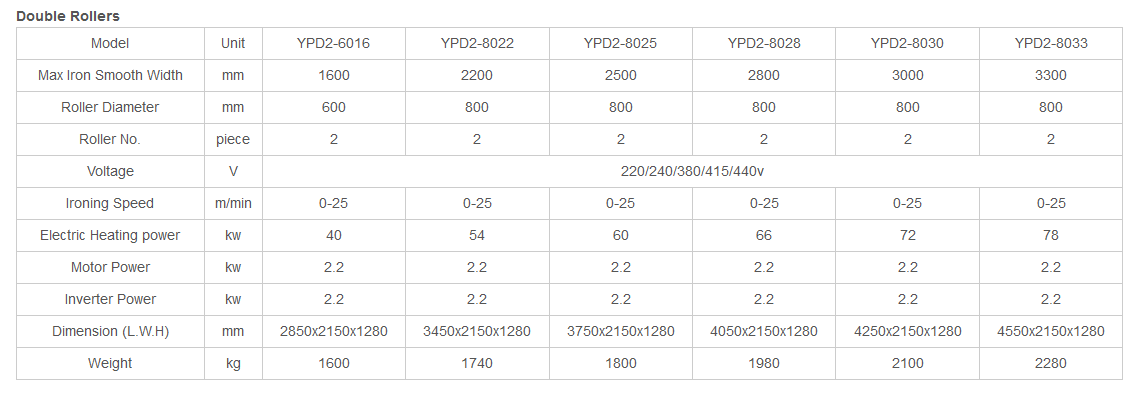 Double Rollers
Model Unit YPD2-6016 YPD2-8022 YPD2-8025 YPD2-8028 YPD2-8030 YPD2-8033
Max Iron Smooth Width mm 1600 2200 2500 2800 3000 3300
Roller Diameter mm 600 800 800 800 800 800
Roller No. piece 2 2 2 2 2 2
Voltage V 220/240/380/415/440v
Ironing Speed m/min 0-25 0-25 0-25 0-25 0-25 0-25
Electric Heating power kw 40 54 60 66 72 78
Motor Power kw 2.2 2.2 2.2 2.2 2.2 2.2
Inverter Power kw 2.2 2.2 2.2 2.2 2.2 2.2
Dimension (L.W.H) mm 2850x2150x1280 3450x2150x1280 3750x2150x1280 4050x2150x1280 4250x2150x1280 4550x2150x1280
Weight kg 1600 1740 1800 1980 2100 2280